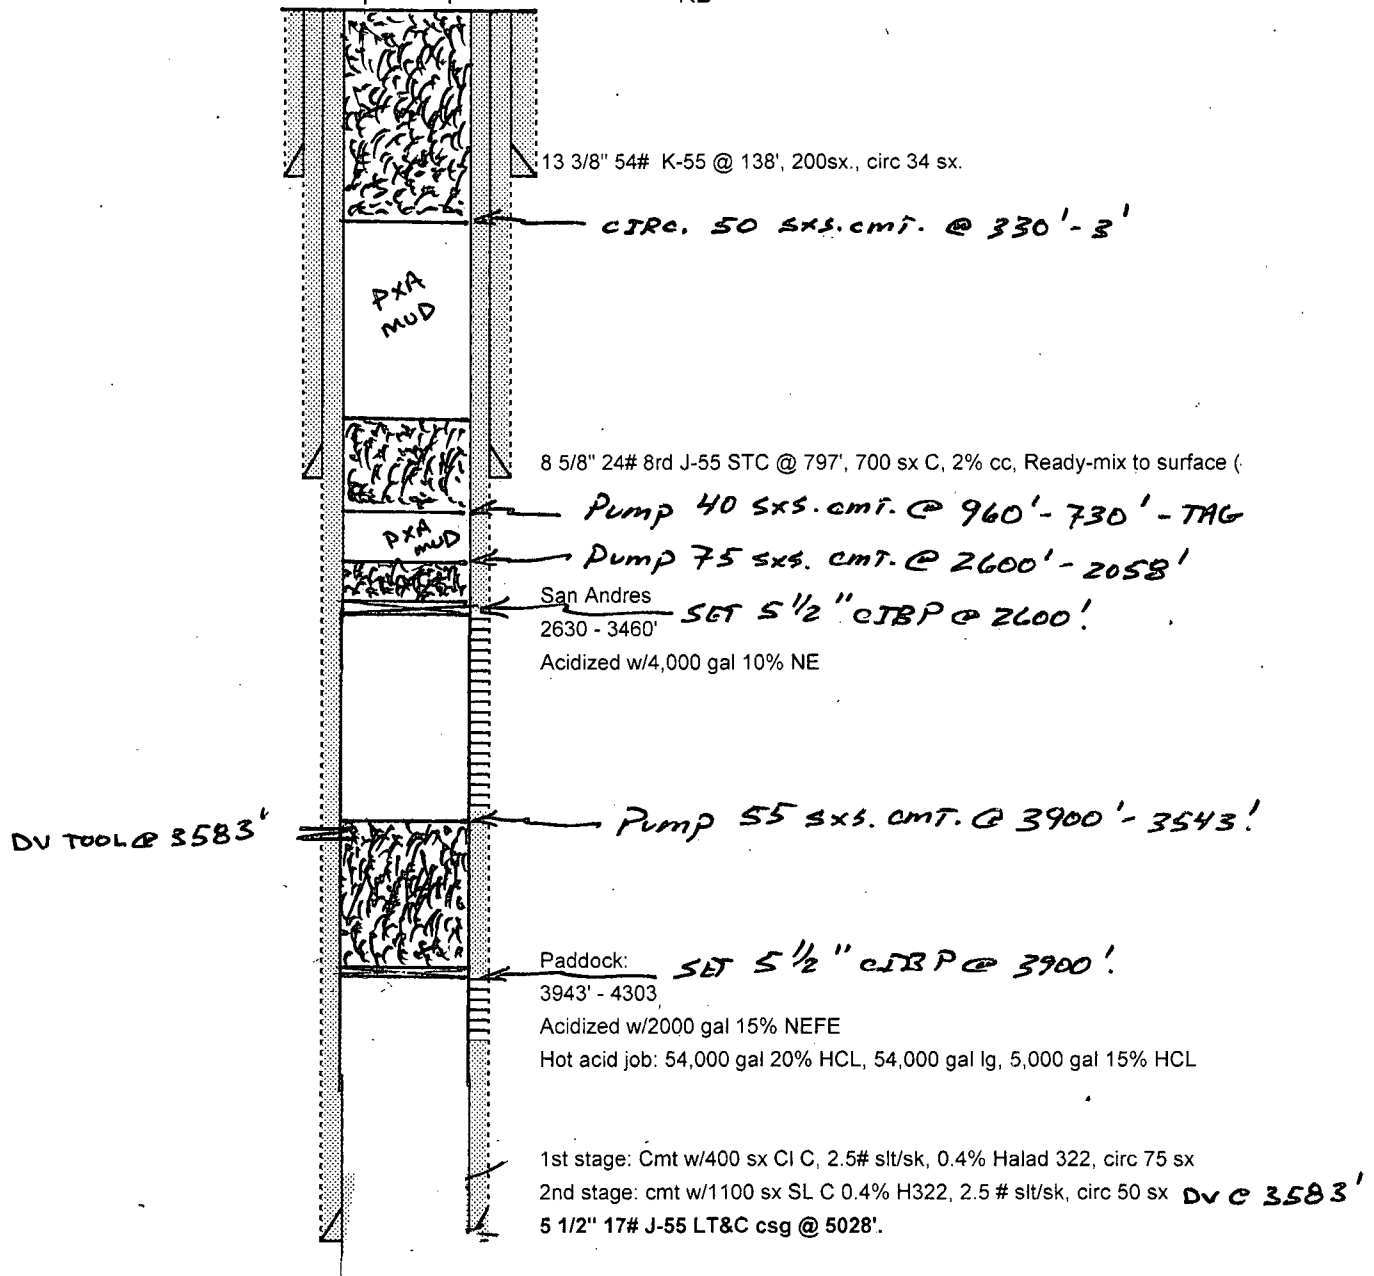 13 3/8" 54# K-55 @ 138', 200sx., circ 34 sx.
CIRC. 50 SXS. CMT. @ 330'-3'
PXA
MUD
8 5/8" 24# 8rd J-55 STC @ 797', 700 sx C, 2% cc, Ready-mix to surface (
Pump 40 SXS. CMT. @ 960'-730'-TAG
PXA
MUD
Pump 75 SXS. CMT. @ 2600'-2058'
San Andres
SET 5 1/2" CIBP @ 2600'.
2630 - 3460'
Acidized w/4,000 gal 10% NE
Pump 55 SXS. CMT. @ 3900'-3543'.
DV TOOL @ 3583'
Paddock:
SET 5 1/2" CIBP @ 3900'.
3943' - 4303
Acidized w/2000 gal 15% NEFE
Hot acid job: 54,000 gal 20% HCL, 54,000 gal lg, 5,000 gal 15% HCL
1st stage: Cmt w/400 sx Cl C, 2.5# slt/sk, 0.4% Halad 322, circ 75 sx
2nd stage: cmt w/1100 sx SL C 0.4% H322, 2.5 # slt/sk, circ 50 sx DV @ 3583'
5 1/2" 17# J-55 LT&C csg @ 5028'.